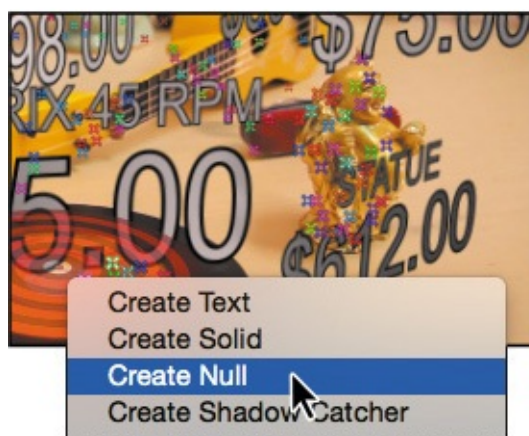 98.00
$75.00
RIX 45 RPM
5.00
STATUE
$612.00
Create Text
Create Solid
Create Null
Create Shadow Catcher